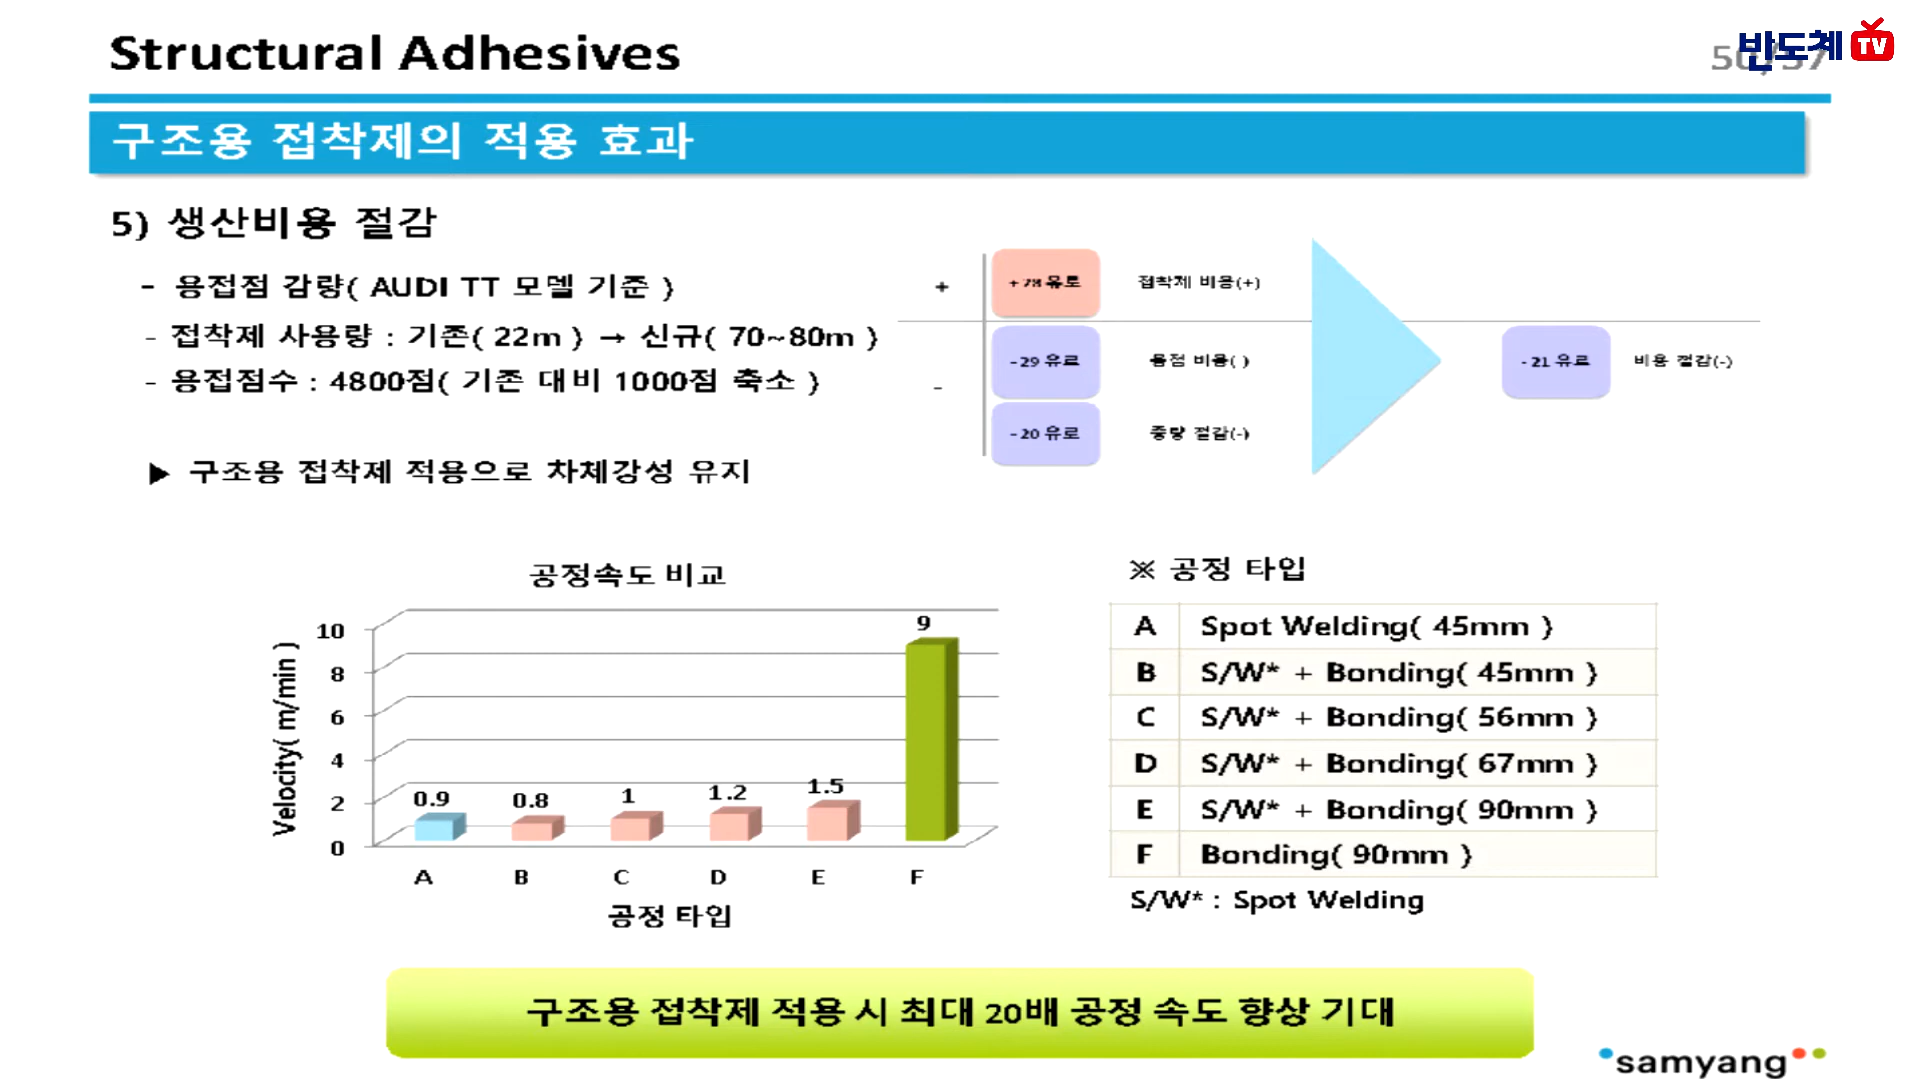 Structural Adhesives
반도체 TV
구조용 접착제의 적용 효과
5) 생산비용 절감
- 용접점 감량( AUDI TT 모델 기준 )
- 접착제 사용량 : 기존( 22m ) → 신규( 70~80m )
- 용접점수 : 4800점( 기존 대비 1000점 축소 )
▶ 구조용 접착제 적용으로 차체강성 유지
+
+78 유로 접착제 비용(+)
-
-29 유로 비용( )
-20 유로 중량 절감(-)
-21 유로 비용 절감(-)
공정속도 비교
Velocity( m/min )
10
8
6
4
2
0
0.9
0.8
1
1.2
1.5
9
A B C D E F
공정 타입
※ 공정 타입
A Spot Welding( 45mm )
B S/W* + Bonding( 45mm )
C S/W* + Bonding( 56mm )
D S/W* + Bonding( 67mm )
E S/W* + Bonding( 90mm )
F Bonding( 90mm )
S/W* : Spot Welding
구조용 접착제 적용 시 최대 20배 공정 속도 향상 기대
samyang